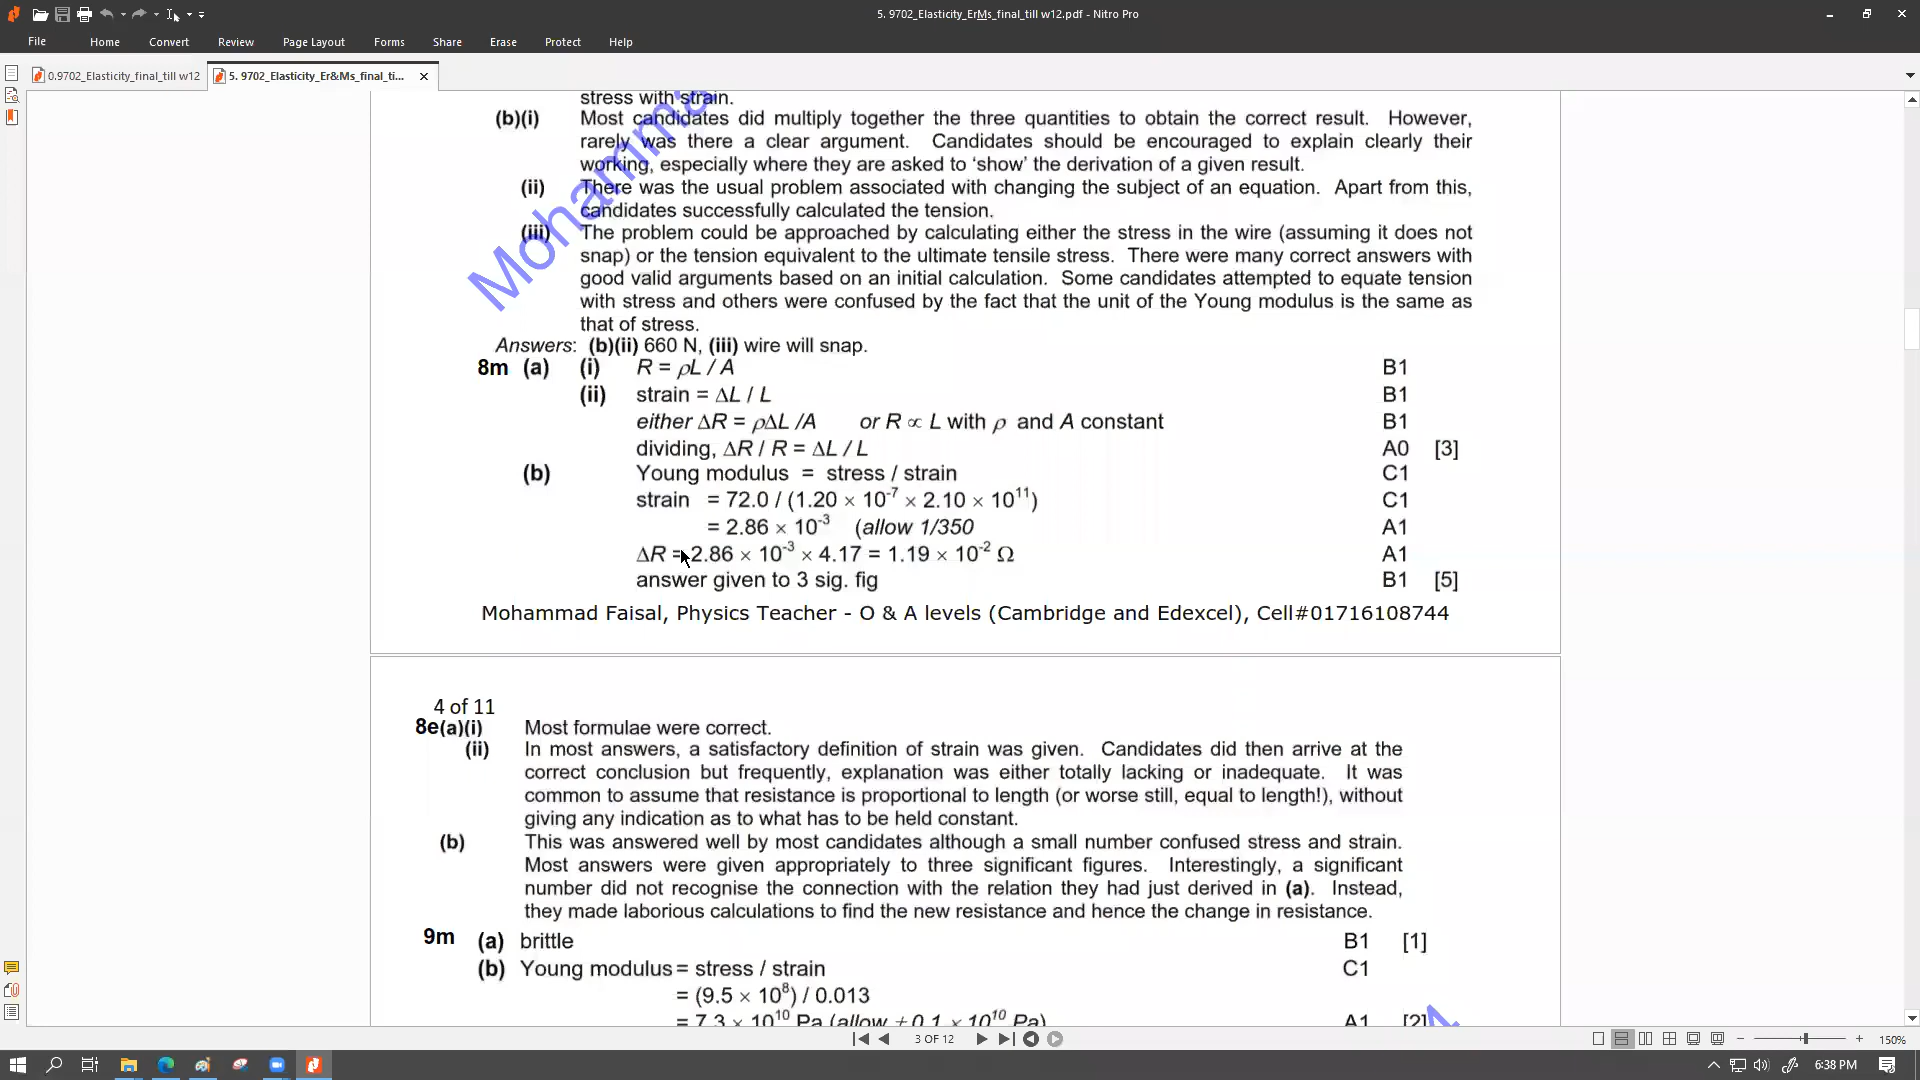 5. 9702_Elasticity_ErMs_final_till w12.pdf - Nitro Pro
File Home Convert Review Page Layout Forms Share Erase Protect Help
0.9702_Elasticity_final_till w12 5. 9702_Elasticity_Er&Ms_final_ti...
stress with strain.
(b)(i) Most candidates did multiply together the three quantities to obtain the correct result. However,
rarely was there a clear argument. Candidates should be encouraged to explain clearly their
working, especially where they are asked to ‘show’ the derivation of a given result.
(ii) There was the usual problem associated with changing the subject of an equation. Apart from this,
candidates successfully calculated the tension.
(iii) The problem could be approached by calculating either the stress in the wire (assuming it does not
snap) or the tension equivalent to the ultimate tensile stress. There were many correct answers with
good valid arguments based on an initial calculation. Some candidates attempted to equate tension
with stress and others were confused by the fact that the unit of the Young modulus is the same as
that of stress.
Answers: (b)(ii) 660 N, (iii) wire will snap.
8m (a) (i) R = ρL / A B1
(ii) strain = ΔL / L B1
either ΔR = ρΔL /A or R ∝ L with ρ and A constant B1
dividing, ΔR / R = ΔL / L A0 [3]
(b) Young modulus = stress / strain C1
strain = 72.0 / (1.20 × 10⁻⁷ × 2.10 × 10¹¹) C1
= 2.86 × 10⁻³ (allow 1/350 A1
ΔR = 2.86 × 10⁻³ × 4.17 = 1.19 × 10⁻² Ω A1
answer given to 3 sig. fig B1 [5]
Mohammad Faisal, Physics Teacher - O & A levels (Cambridge and Edexcel), Cell#01716108744
4 of 11
8e(a)(i) Most formulae were correct.
(ii) In most answers, a satisfactory definition of strain was given. Candidates did then arrive at the
correct conclusion but frequently, explanation was either totally lacking or inadequate. It was
common to assume that resistance is proportional to length (or worse still, equal to length!), without
giving any indication as to what has to be held constant.
(b) This was answered well by most candidates although a small number confused stress and strain.
Most answers were given appropriately to three significant figures. Interestingly, a significant
number did not recognise the connection with the relation they had just derived in (a). Instead,
they made laborious calculations to find the new resistance and hence the change in resistance.
9m (a) brittle B1 [1]
(b) Young modulus = stress / strain C1
= (9.5 × 10⁸) / 0.013
= 7.3 × 10¹⁰ Pa (allow ± 0.1 × 10¹⁰ Pa) A1 [2]
3 OF 12
150%
6:38 PM